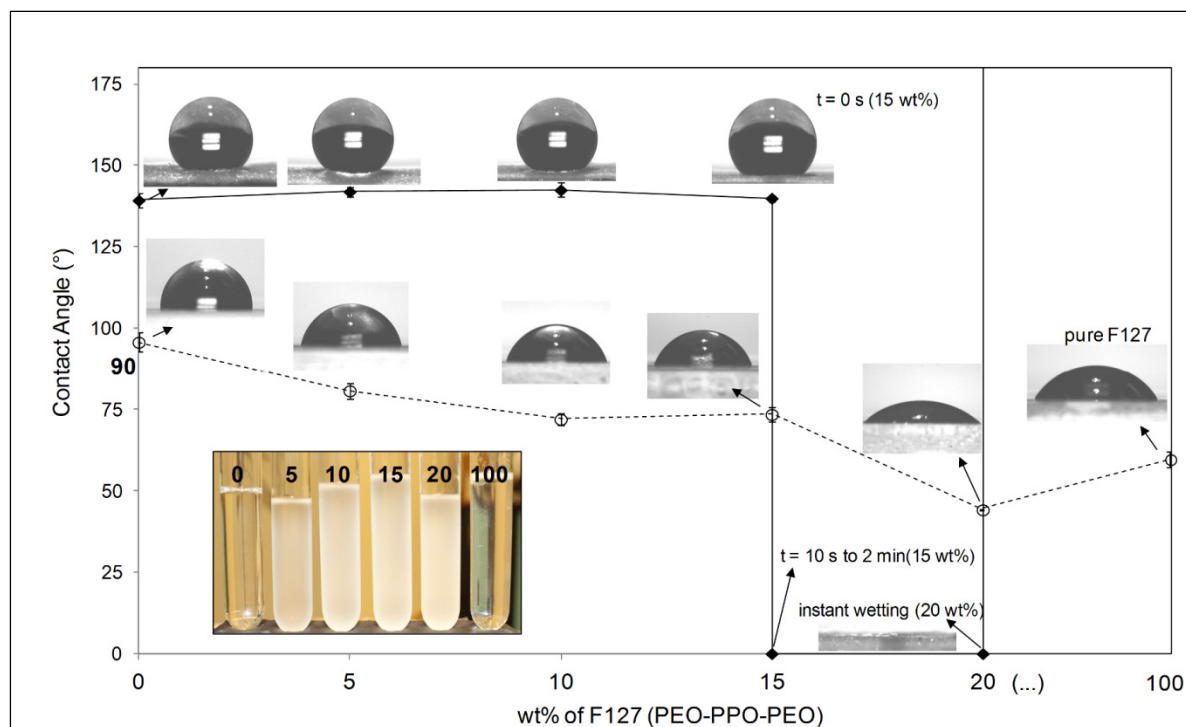 175
150
125
100
90
75
50
25
0
Contact Angle (°)
t = 0 s (15 wt%)
pure F127
0 5 10 15 20 100
t = 10 s to 2 min(15 wt%)
instant wetting (20 wt%)
0 5 10 15 20 (...) 100
wt% of F127 (PEO-PPO-PEO)